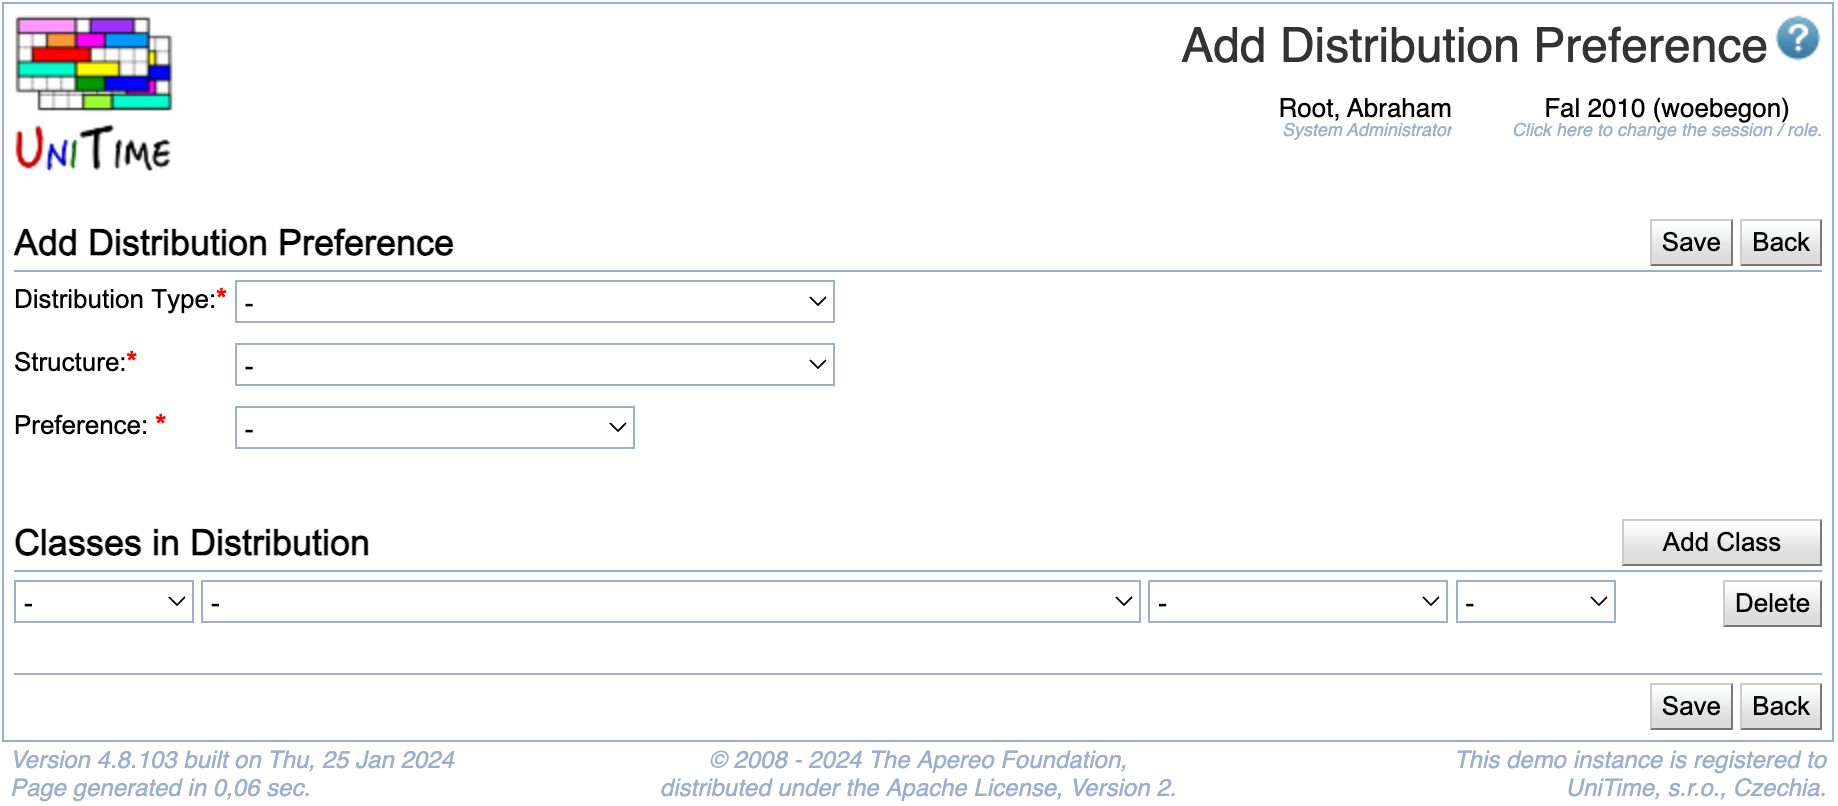 UNITIME
Add Distribution Preference ?
Root, Abraham Fal 2010 (woebegon)
System Administrator Click here to change the session / role.
Add Distribution Preference Save Back
Distribution Type:* -
Structure:* -
Preference: * -
Classes in Distribution Add Class
- - - - Delete
Save Back
Version 4.8.103 built on Thu, 25 Jan 2024 © 2008 - 2024 The Apereo Foundation, This demo instance is registered to
Page generated in 0,06 sec. distributed under the Apache License, Version 2. UniTime, s.r.o., Czechia.